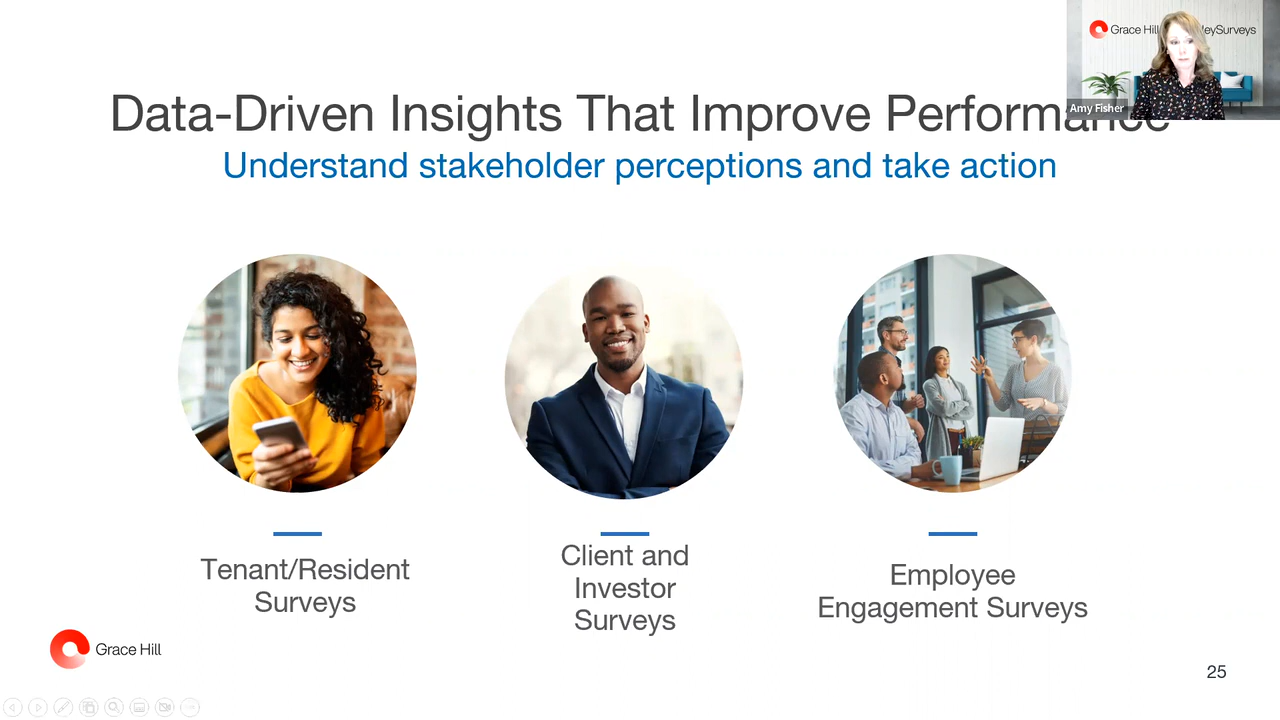 Grace Hill
eySurveys
Amy Fisher
Data-Driven Insights That Improve Performance
Understand stakeholder perceptions and take action
Tenant/Resident
Surveys
Client and
Investor
Surveys
Employee
Engagement Surveys
Grace Hill
25